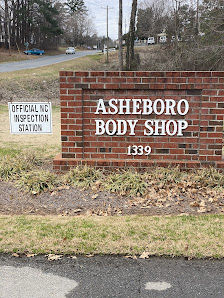 OFFICIAL NC
INSPECTION
STATION
ASHEBORO
BODY SHOP
1339